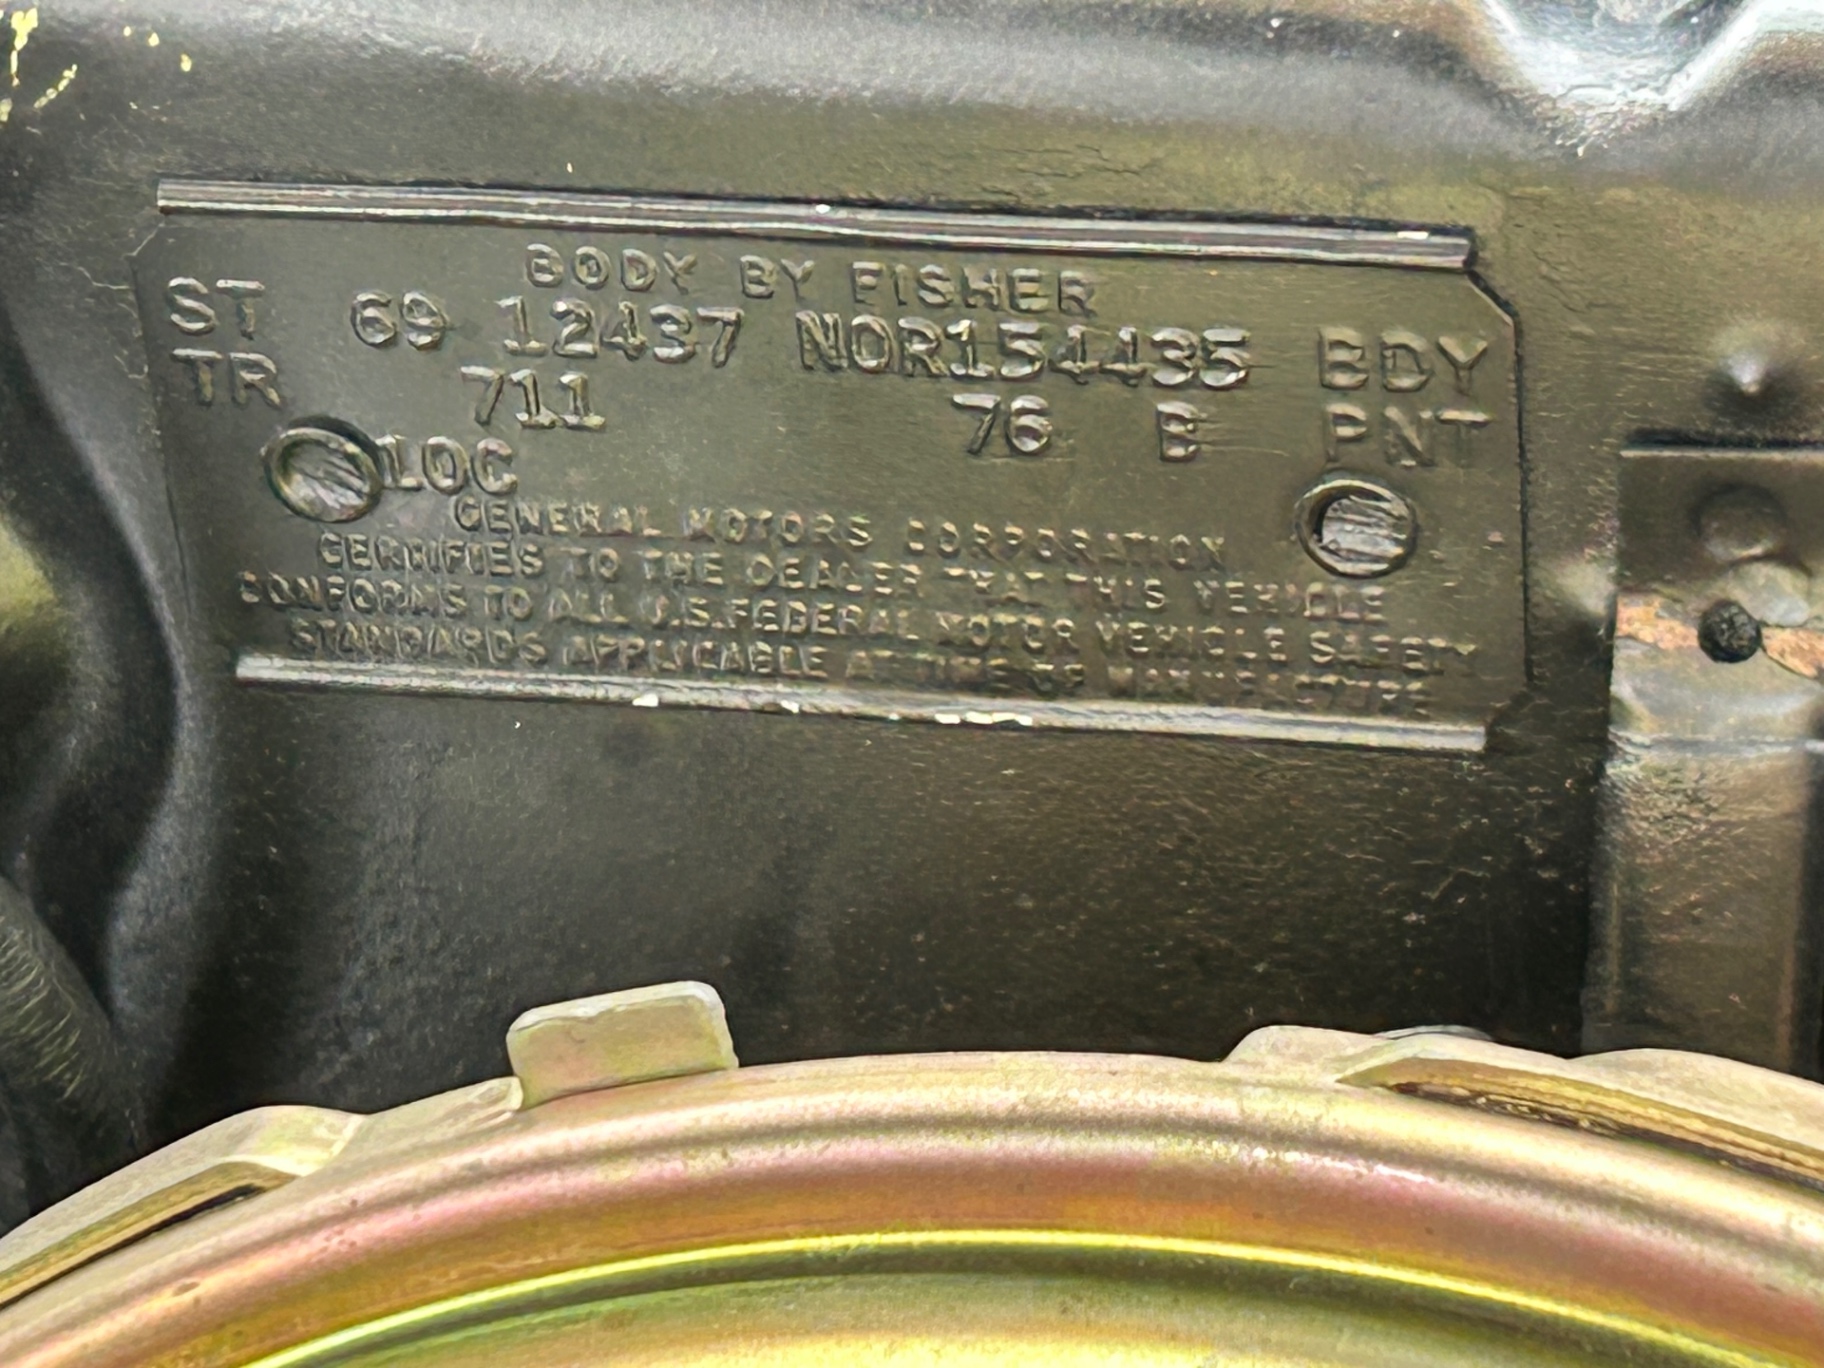 BODY BY FISHER
ST 69 12437 NOR154435 BDY
TR 711 76 B PNT
10C
GENERAL MOTORS CORPORATION
CERTIFIES TO THE DEALER THAT THIS VEHICLE
CONFORMS TO ALL U.S.FEDERAL MOTOR VEHICLE SAFETY
STANDARDS APPLICABLE AT TIME OF MANUFACTURE